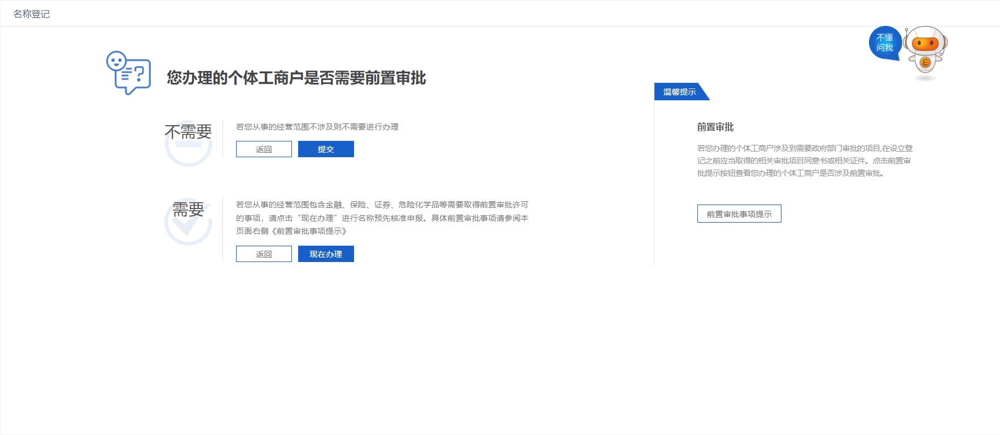 名称登记
不懂
问我
您办理的个体工商户是否需要前置审批
不需要
若您从事的经营范围不涉及则不需要进行办理
返回
提交
需要
若您从事的经营范围包含金融、保险、证券、危险化学品等需要取得前置审批许可
的事项，请点击“现在办理”进行名称预先核准申报。具体前置审批事项请参阅本
页面右侧《前置审批事项提示》
返回
现在办理
温馨提示
前置审批
若您办理的个体工商户涉及到需要政府部门审批的项目,在设立登
记之前应当取得的相关审批项目同意书或相关证件。点击前置审
批提示按钮查看您办理的个体工商户是否涉及前置审批。
前置审批事项提示
E